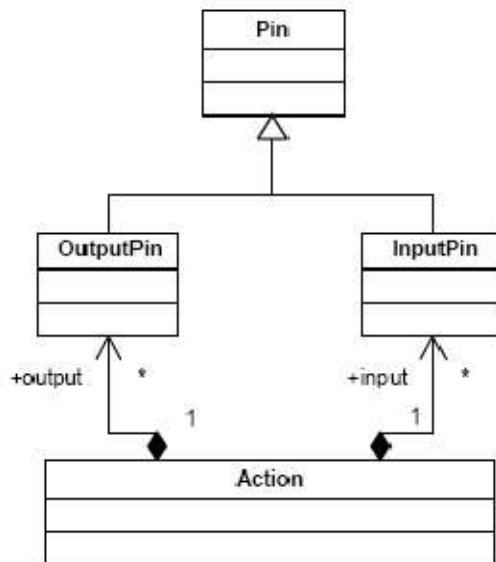 Pin
OutputPin
InputPin
+output
*
+input
*
1
1
Action